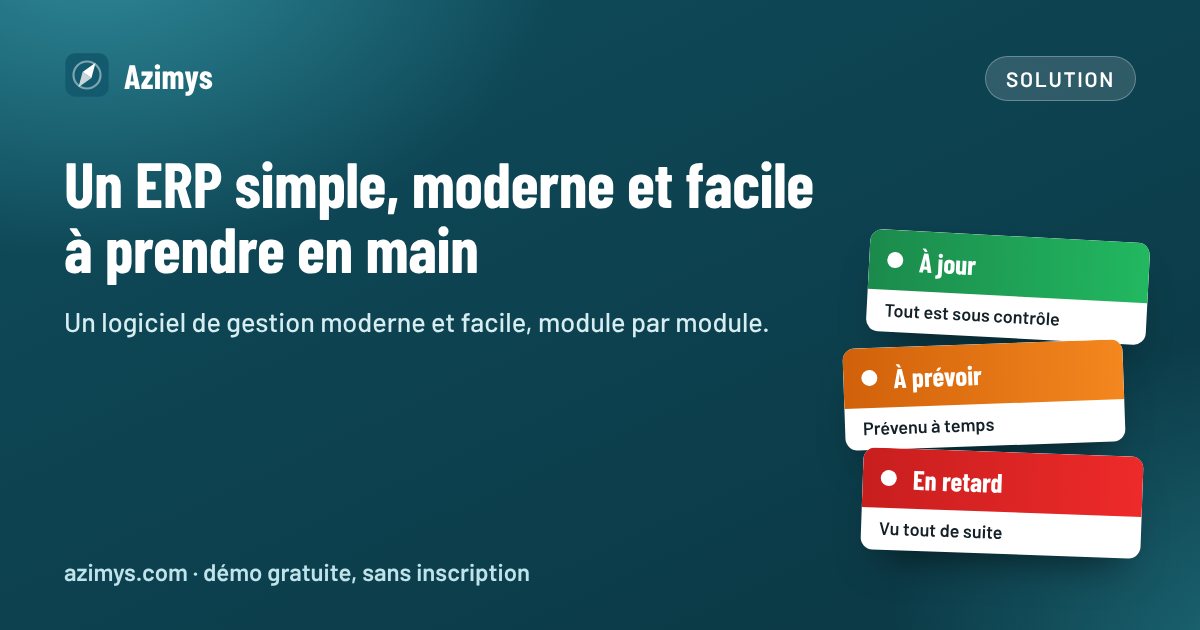 Azimys
SOLUTION
Un ERP simple, moderne et facile
à prendre en main
Un logiciel de gestion moderne et facile, module par module.
À jour
Tout est sous contrôle
À prévoir
Prévenu à temps
En retard
Vu tout de suite
azimys.com · démo gratuite, sans inscription